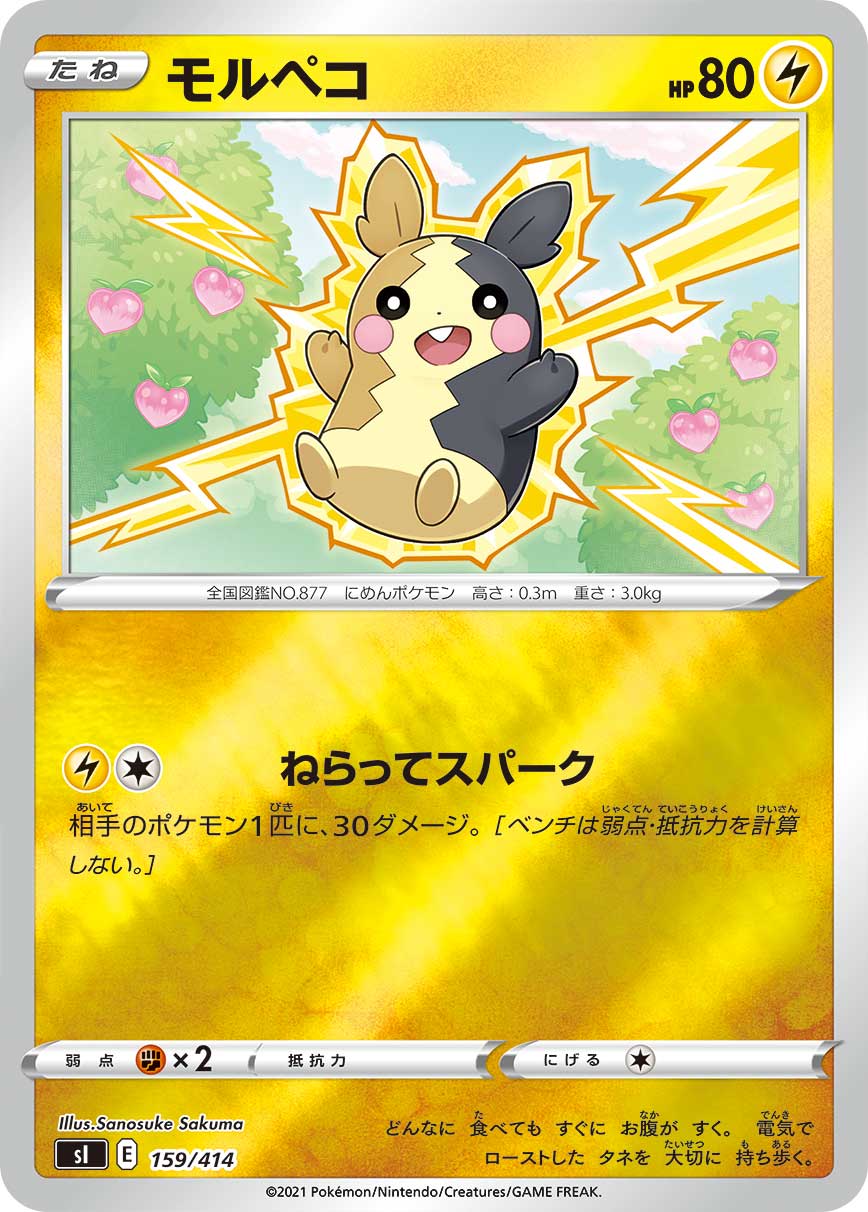 たね モルペコ HP80
全国図鑑NO.877 にめんポケモン 高さ:0.3m 重さ:3.0kg
ねらってスパーク
相手のポケモン1匹に、30ダメージ。[ベンチは弱点・抵抗力を計算
しない。]
弱点 ×2 抵抗力 にげる
Illus.Sanosuke Sakuma
sI E 159/414
どんなに 食べても すぐに お腹が すく。 電気で
ローストした タネを 大切に 持ち歩く。
©2021 Pokémon/Nintendo/Creatures/GAME FREAK.